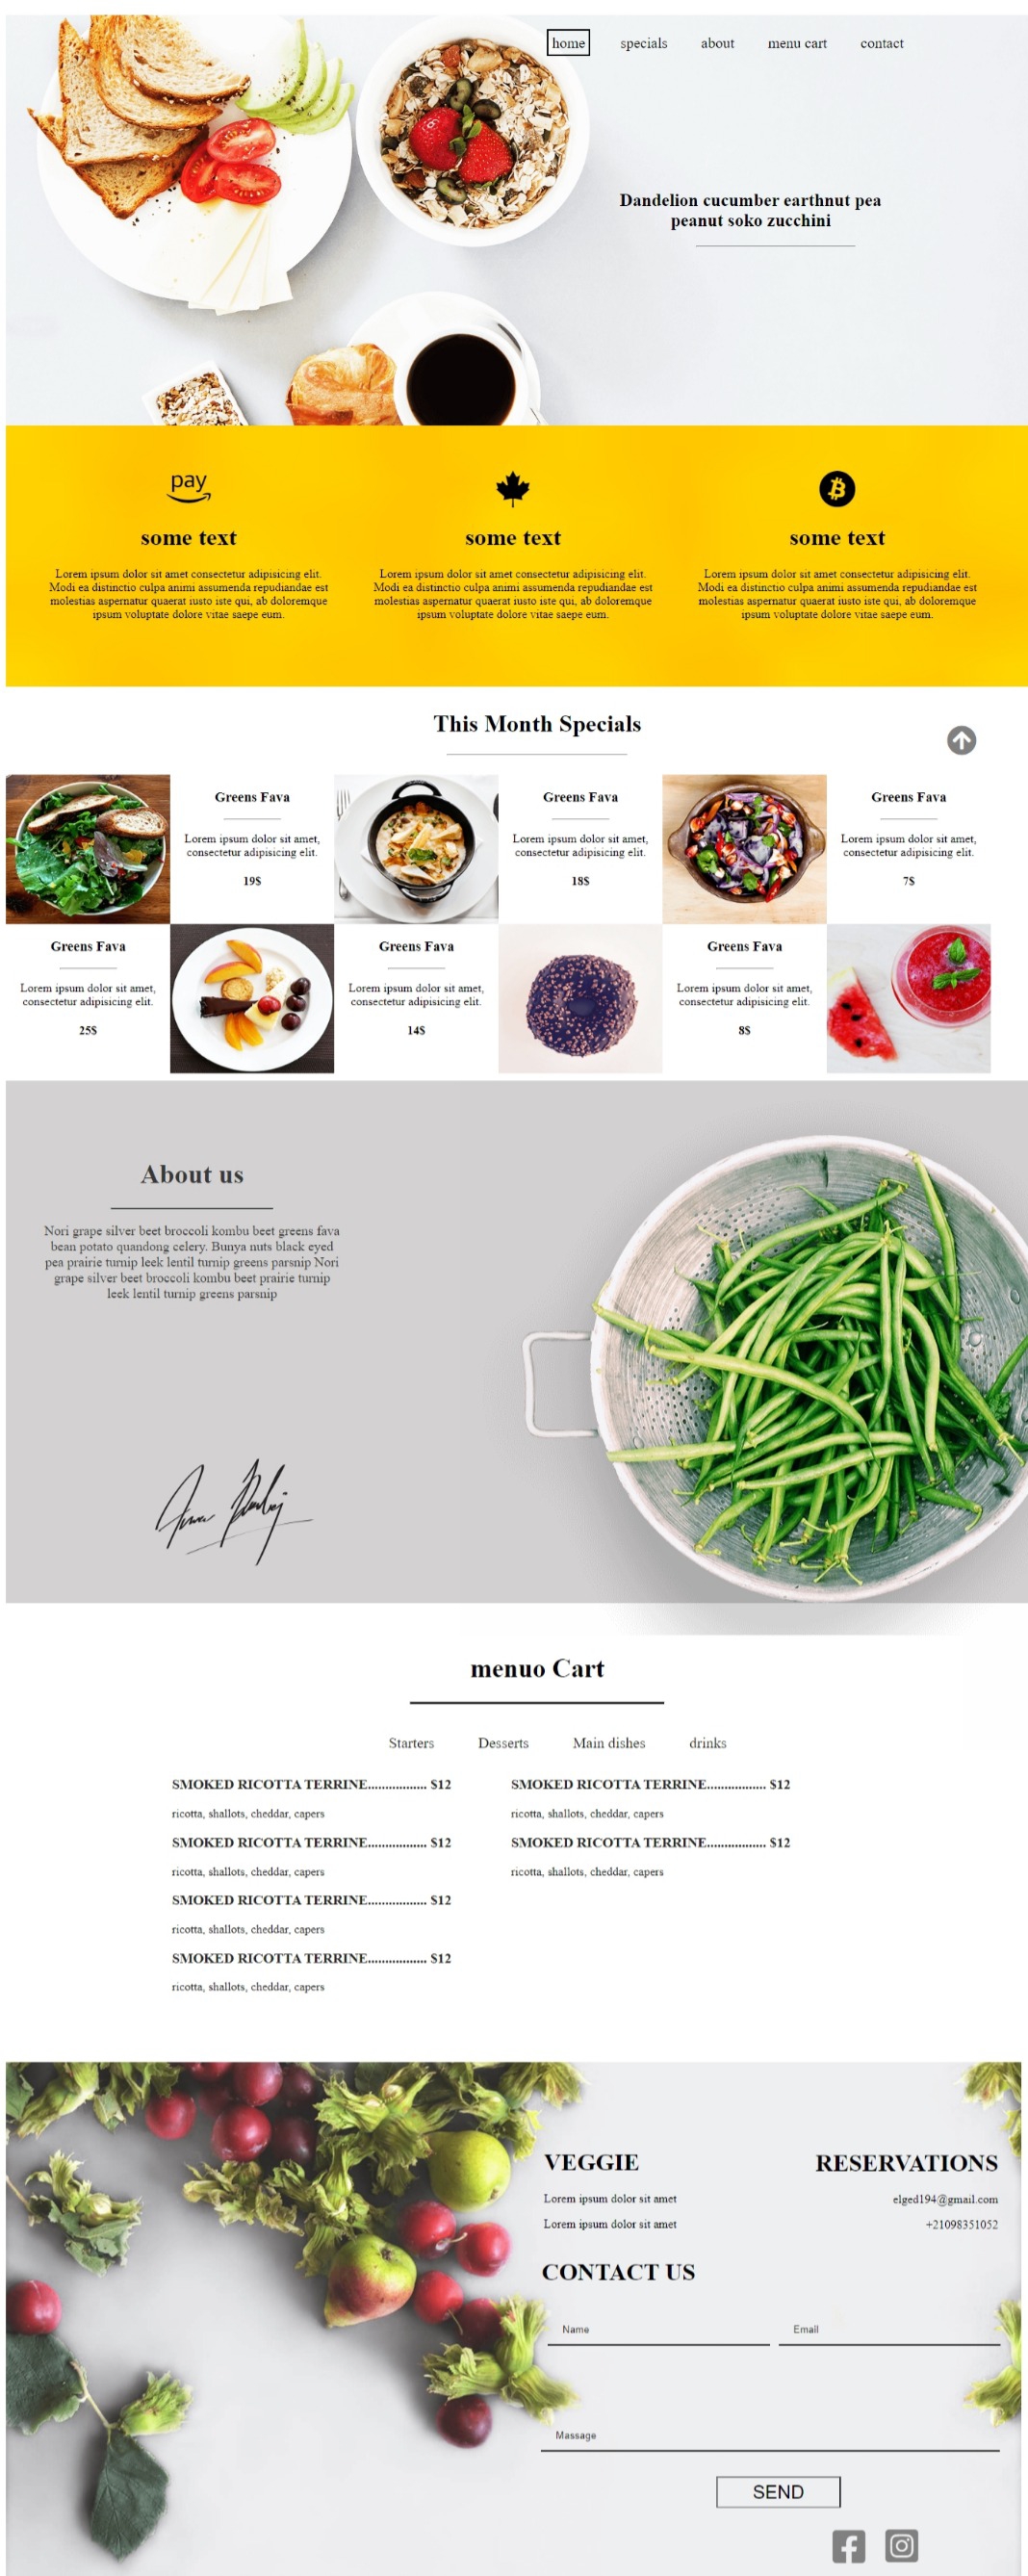 home specials about menu cart contact
Dandelion cucumber earthnut pea
peanut soko zucchini
pay
some text
Lorem ipsum dolor sit amet consectetur adipisicing elit.
Modi ea distinctio culpa animi assumenda repudiandae est
molestias aspernatur quaerat iusto iste qui, ab doloremque
ipsum voluptate dolore vitae saepe eum.
some text
Lorem ipsum dolor sit amet consectetur adipisicing elit.
Modi ea distinctio culpa animi assumenda repudiandae est
molestias aspernatur quaerat iusto iste qui, ab doloremque
ipsum voluptate dolore vitae saepe eum.
some text
Lorem ipsum dolor sit amet consectetur adipisicing elit.
Modi ea distinctio culpa animi assumenda repudiandae est
molestias aspernatur quaerat iusto iste qui, ab doloremque
ipsum voluptate dolore vitae saepe eum.
This Month Specials
Greens Fava
Lorem ipsum dolor sit amet,
consectetur adipisicing elit.
19$
Greens Fava
Lorem ipsum dolor sit amet,
consectetur adipisicing elit.
18$
Greens Fava
Lorem ipsum dolor sit amet,
consectetur adipisicing elit.
7$
Greens Fava
Lorem ipsum dolor sit amet,
consectetur adipisicing elit.
25$
Greens Fava
Lorem ipsum dolor sit amet,
consectetur adipisicing elit.
14$
Greens Fava
Lorem ipsum dolor sit amet,
consectetur adipisicing elit.
8$
About us
Nori grape silver beet broccoli kombu beet greens fava
bean potato quandong celery. Bunya nuts black eyed
pea prairie turnip leek lentil turnip greens parsnip Nori
grape silver beet broccoli kombu beet prairie turnip
leek lentil turnip greens parsnip
menuo Cart
Starters Desserts Main dishes drinks
SMOKED RICOTTA TERRINE................. $12
ricotta, shallots, cheddar, capers
SMOKED RICOTTA TERRINE................. $12
ricotta, shallots, cheddar, capers
SMOKED RICOTTA TERRINE................. $12
ricotta, shallots, cheddar, capers
SMOKED RICOTTA TERRINE................. $12
ricotta, shallots, cheddar, capers
SMOKED RICOTTA TERRINE................. $12
ricotta, shallots, cheddar, capers
SMOKED RICOTTA TERRINE................. $12
ricotta, shallots, cheddar, capers
VEGGIE
Lorem ipsum dolor sit amet
Lorem ipsum dolor sit amet
RESERVATIONS
elged194@gmail.com
+21098351052
CONTACT US
Name
Email
Massage
SEND